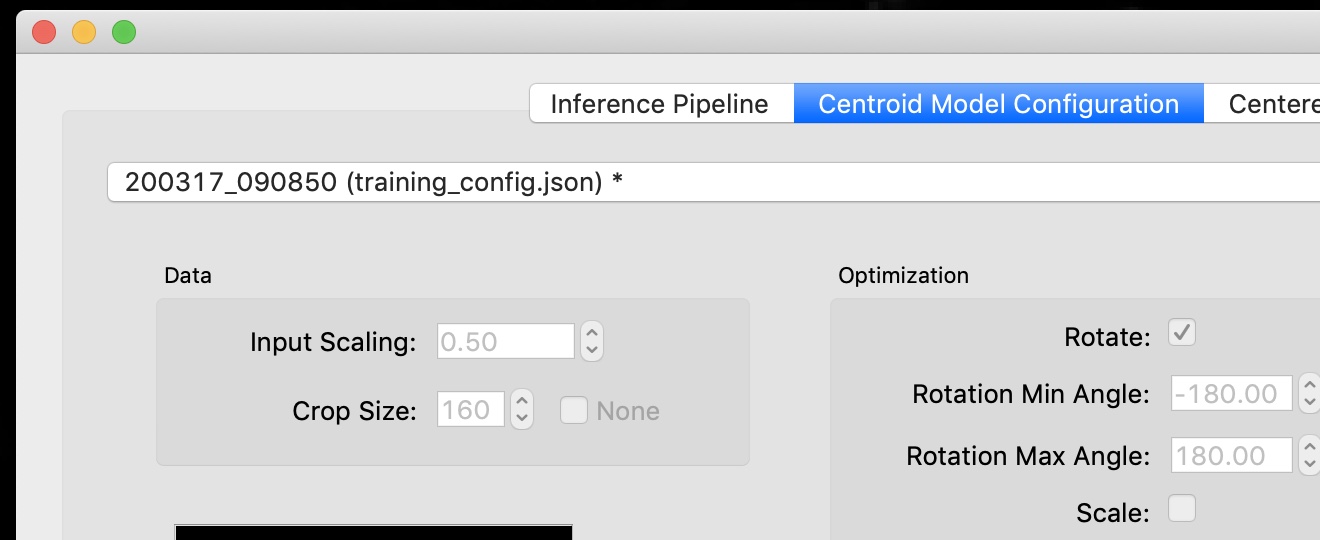 Inference Pipeline Centroid Model Configuration
200317_090850 (training_config.json) *
Data
Input Scaling: 0.50
Crop Size: 160 None
Optimization
Rotate:
Rotation Min Angle: -180.00
Rotation Max Angle: 180.00
Scale: